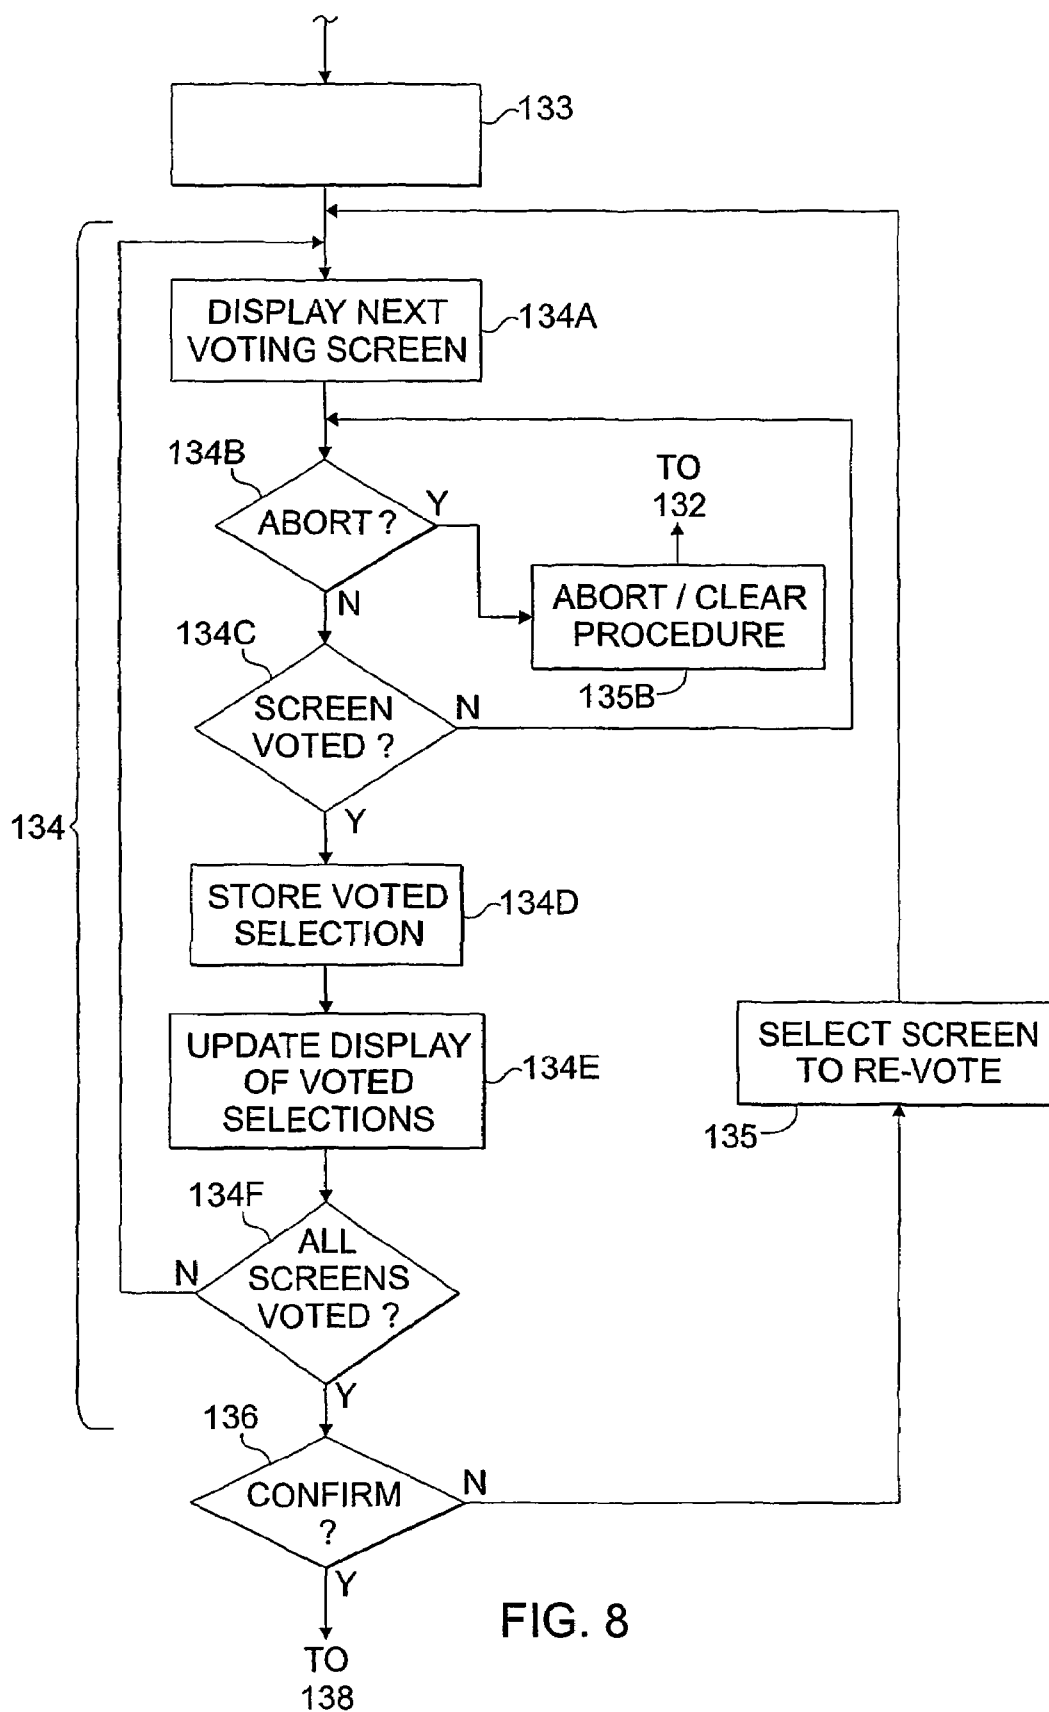 133
DISPLAY NEXT
VOTING SCREEN
134A
134B
ABORT ?
Y
N
TO
132
ABORT / CLEAR
PROCEDURE
135B
134C
SCREEN
VOTED ?
N
Y
134
STORE VOTED
SELECTION
134D
UPDATE DISPLAY
OF VOTED
SELECTIONS
134E
SELECT SCREEN
TO RE-VOTE
135
134F
ALL
SCREENS
VOTED ?
N
Y
136
CONFIRM
?
N
Y
TO
138
FIG. 8